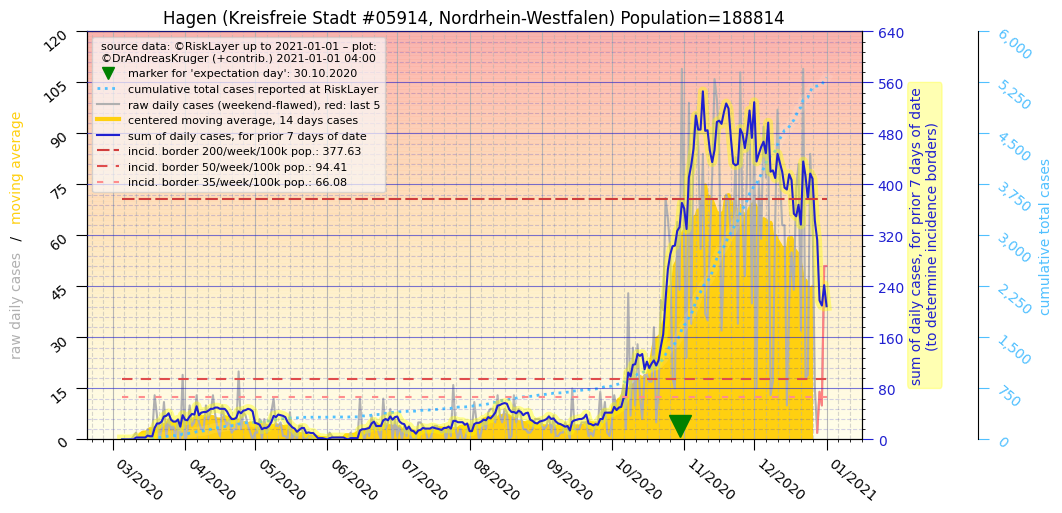 Hagen (Kreisfreie Stadt #05914, Nordrhein-Westfalen) Population=188814
source data: ©RiskLayer up to 2021-01-01 – plot:
©DrAndreasKruger (+contrib.) 2021-01-01 04:00
marker for 'expectation day': 30.10.2020
cumulative total cases reported at RiskLayer
raw daily cases (weekend-flawed), red: last 5
centered moving average, 14 days cases
sum of daily cases, for prior 7 days of date
incid. border 200/week/100k pop.: 377.63
incid. border 50/week/100k pop.: 94.41
incid. border 35/week/100k pop.: 66.08
raw daily cases / moving average
120
105
90
75
60
45
30
15
0
03/2020
04/2020
05/2020
06/2020
07/2020
08/2020
09/2020
10/2020
11/2020
12/2020
01/2021
640
560
480
400
320
240
160
80
0
sum of daily cases, for prior 7 days of date
(to determine incidence borders)
6,000
5,250
4,500
3,750
3,000
2,250
1,500
750
0
cumulative total cases